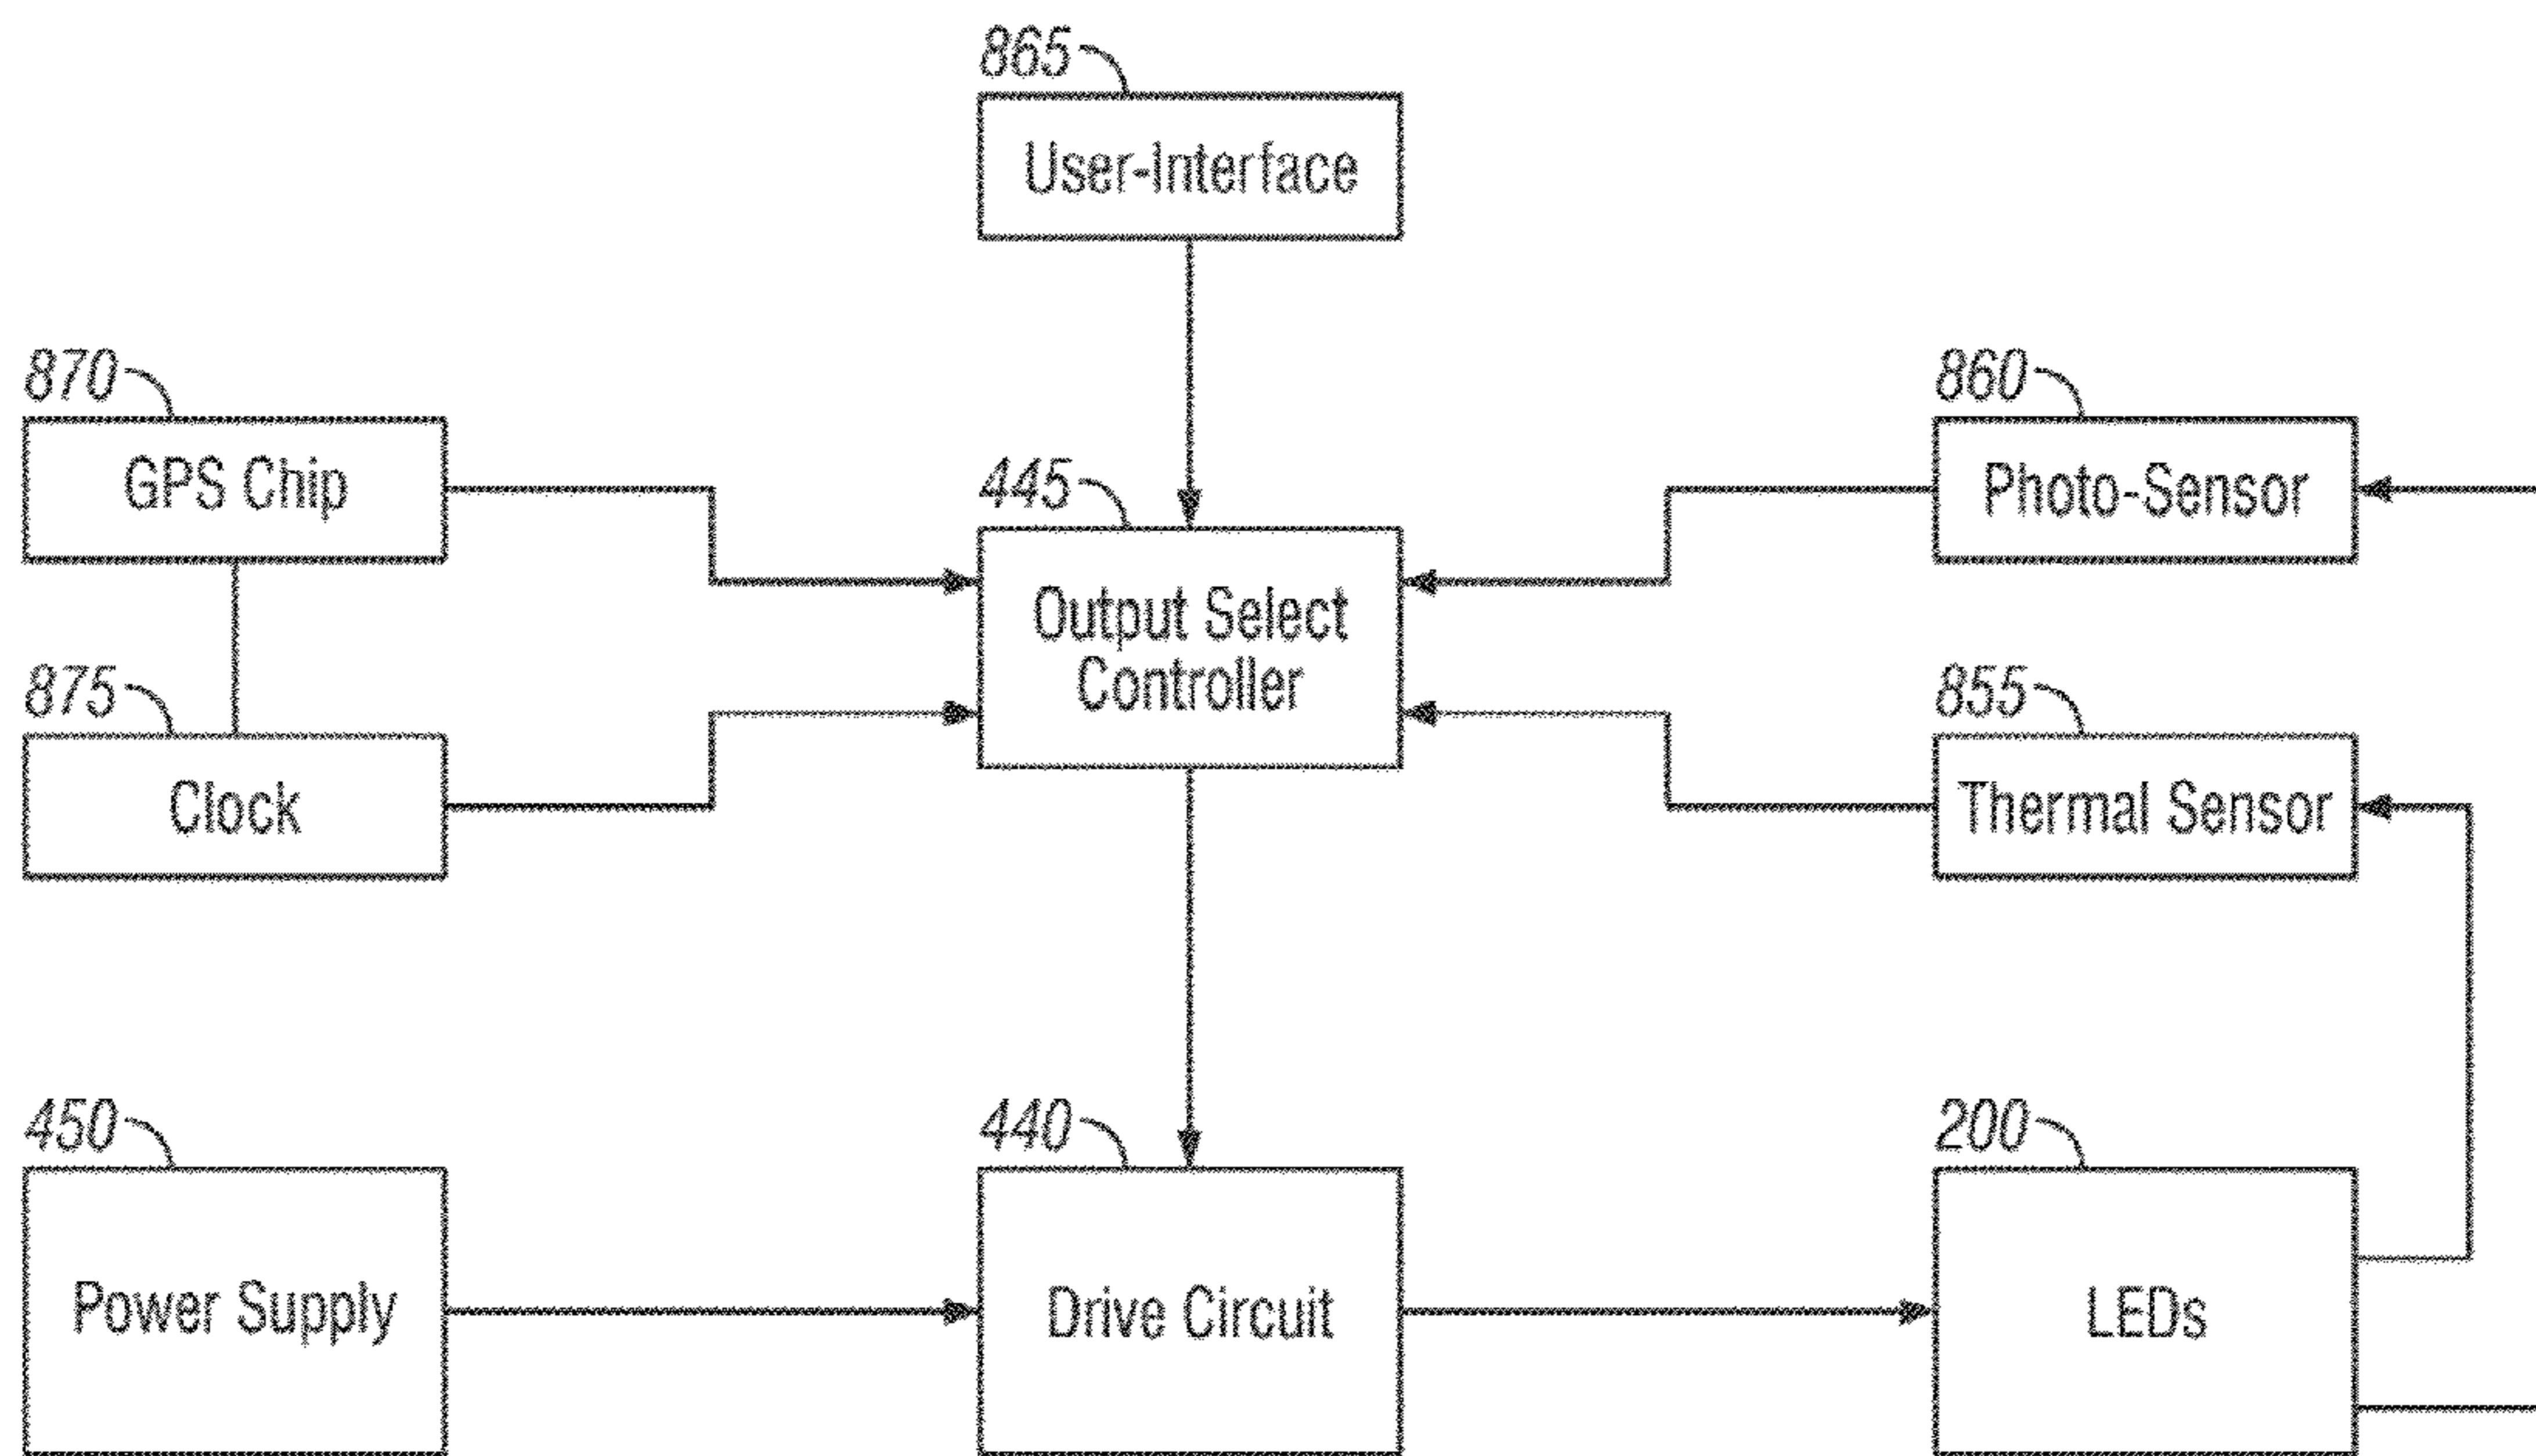 865
User-Interface
870
GPS Chip
445
Output Select
Controller
860
Photo-Sensor
875
Clock
855
Thermal Sensor
450
Power Supply
440
Drive Circuit
200
LEDs